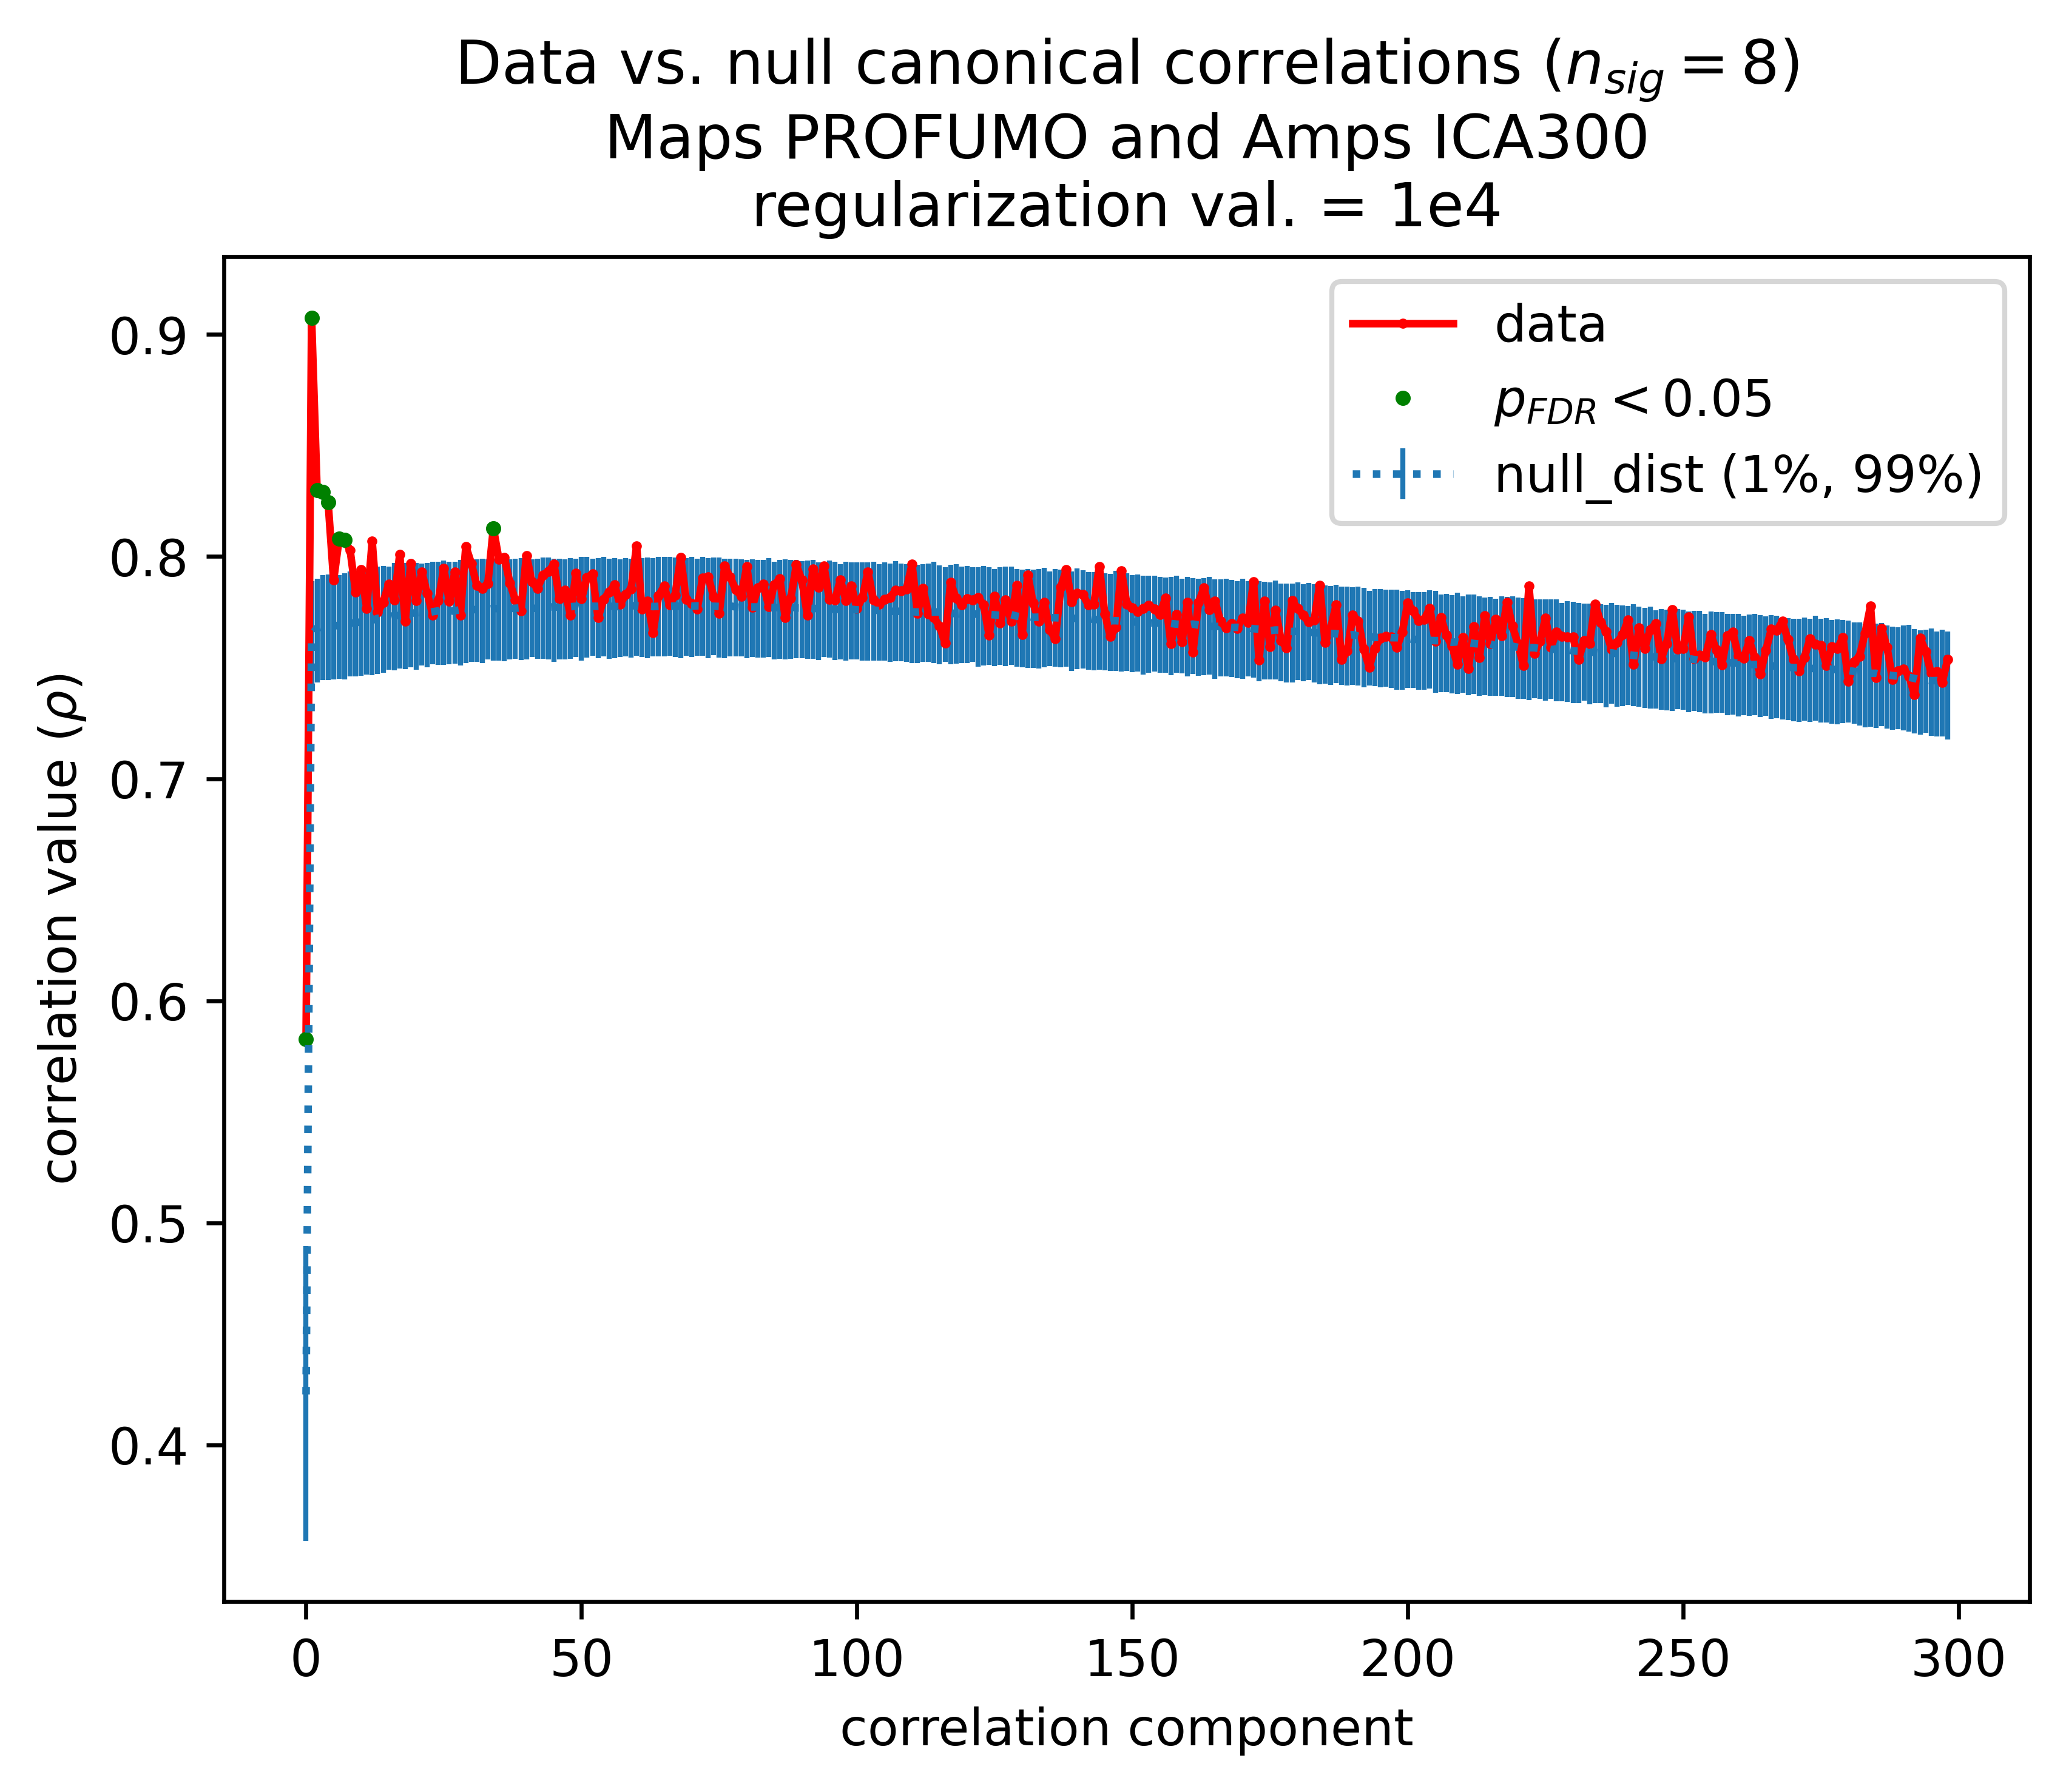 Data vs. null canonical correlations (n_sig = 8)
Maps PROFUMO and Amps ICA300
regularization val. = 1e4
data
p_FDR < 0.05
null_dist (1%, 99%)
correlation value (ρ)
0.9
0.8
0.7
0.6
0.5
0.4
0 50 100 150 200 250 300
correlation component